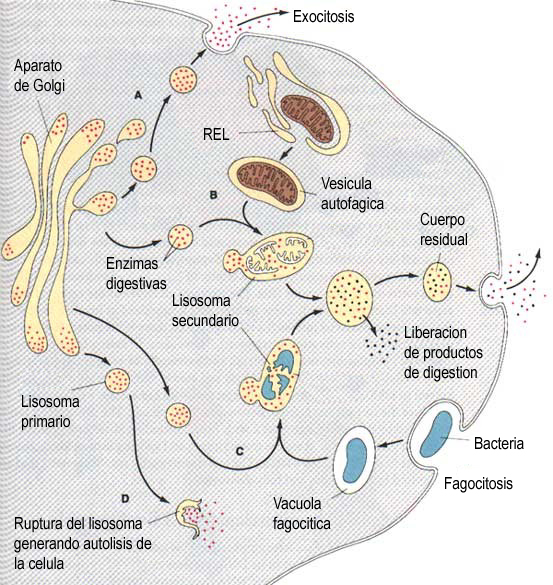 Exocitosis
Aparato
de Golgi
A
REL
Vesicula
autofagica
B
Cuerpo
residual
Enzimas
digestivas
Lisosoma
secundario
Liberacion
de productos
de digestion
Lisosoma
primario
C
Bacteria
Fagocitosis
Vacuola
fagocitica
D
Ruptura del lisosoma
generando autolisis de
la celula